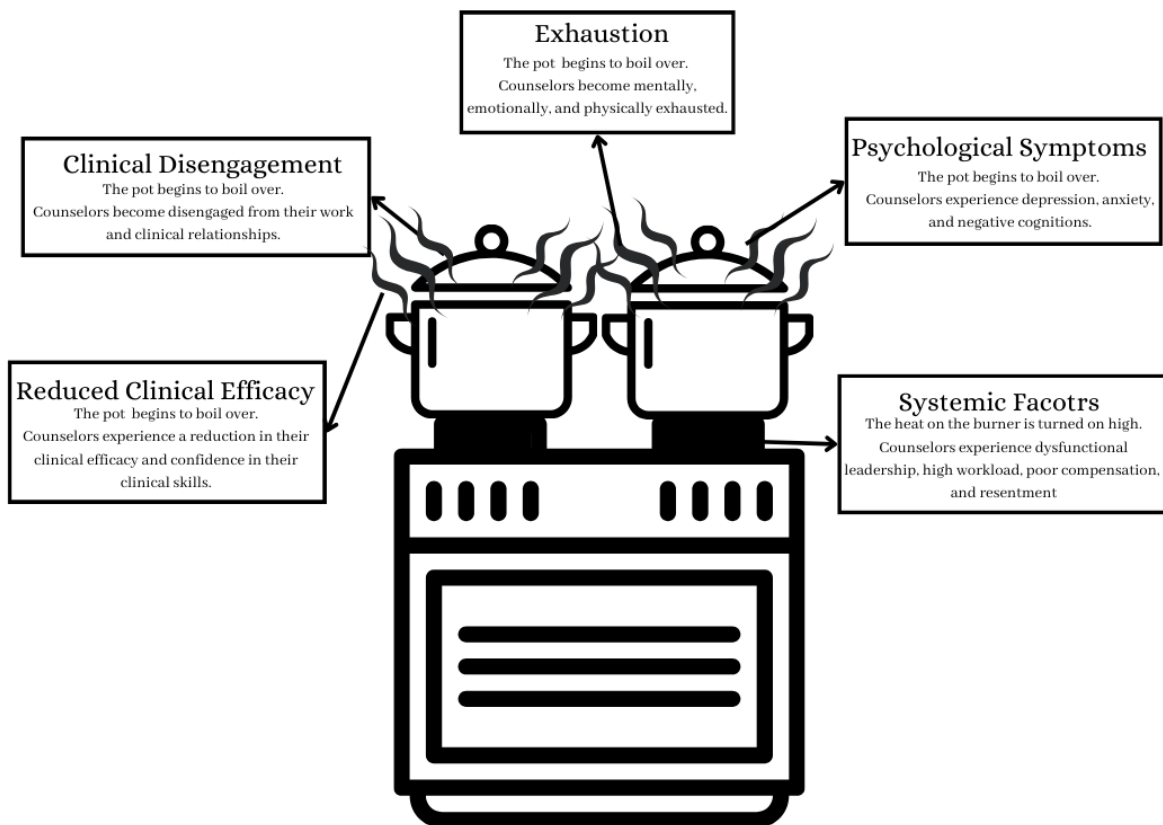 Exhaustion
The pot begins to boil over.
Counselors become mentally,
emotionally, and physically exhausted.
Clinical Disengagement
The pot begins to boil over.
Counselors become disengaged from their work
and clinical relationships.
Psychological Symptoms
The pot begins to boil over.
Counselors experience depression, anxiety,
and negative cognitions.
Reduced Clinical Efficacy
The pot begins to boil over.
Counselors experience a reduction in their
clinical efficacy and confidence in their
clinical skills.
Systemic Facotrs
The heat on the burner is turned on high.
Counselors experience dysfunctional
leadership, high workload, poor compensation,
and resentment